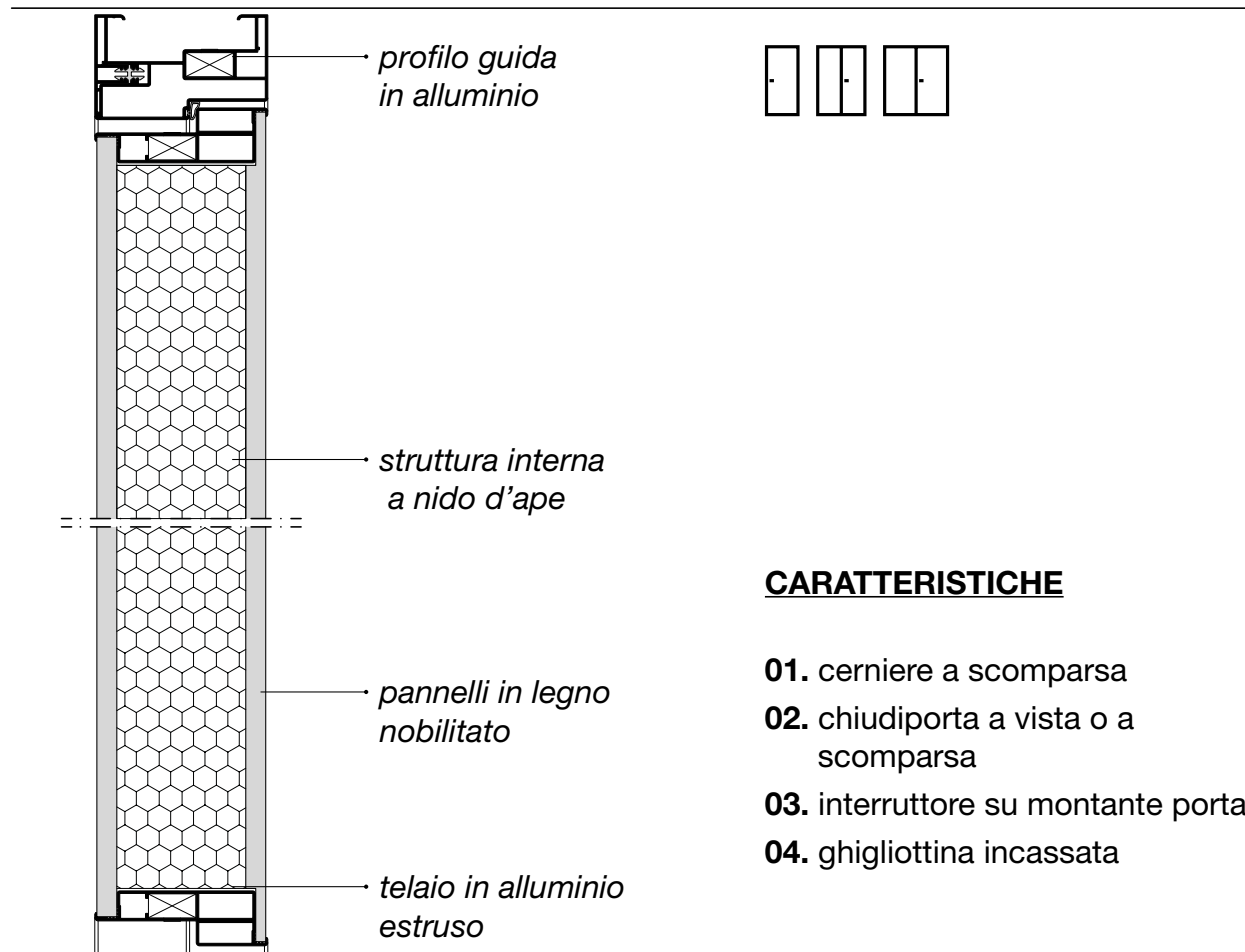 profilo guida
in alluminio
struttura interna
a nido d’ape
pannelli in legno
nobilitato
telaio in alluminio
estruso
CARATTERISTICHE
01. cerniere a scomparsa
02. chiudiporta a vista o a
scomparsa
03. interruttore su montante porta
04. ghigliottina incassata